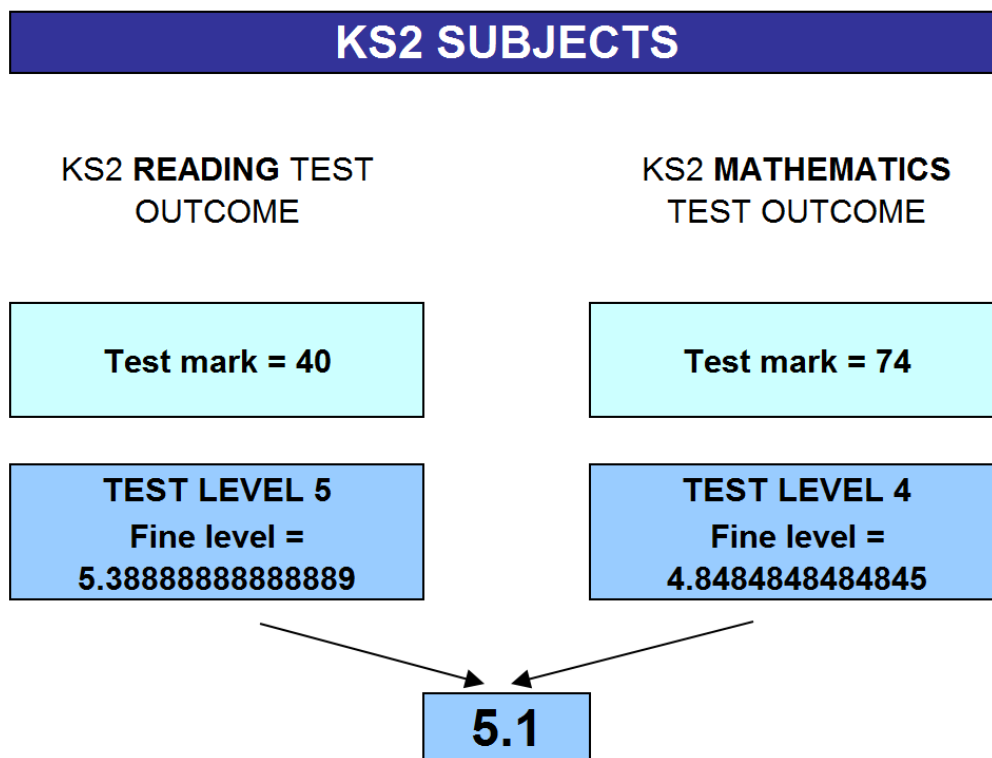 KS2 SUBJECTS
KS2 READING TEST
OUTCOME
KS2 MATHEMATICS
TEST OUTCOME
Test mark = 40
Test mark = 74
TEST LEVEL 5
Fine level =
5.38888888888889
TEST LEVEL 4
Fine level =
4.8484848484845
5.1